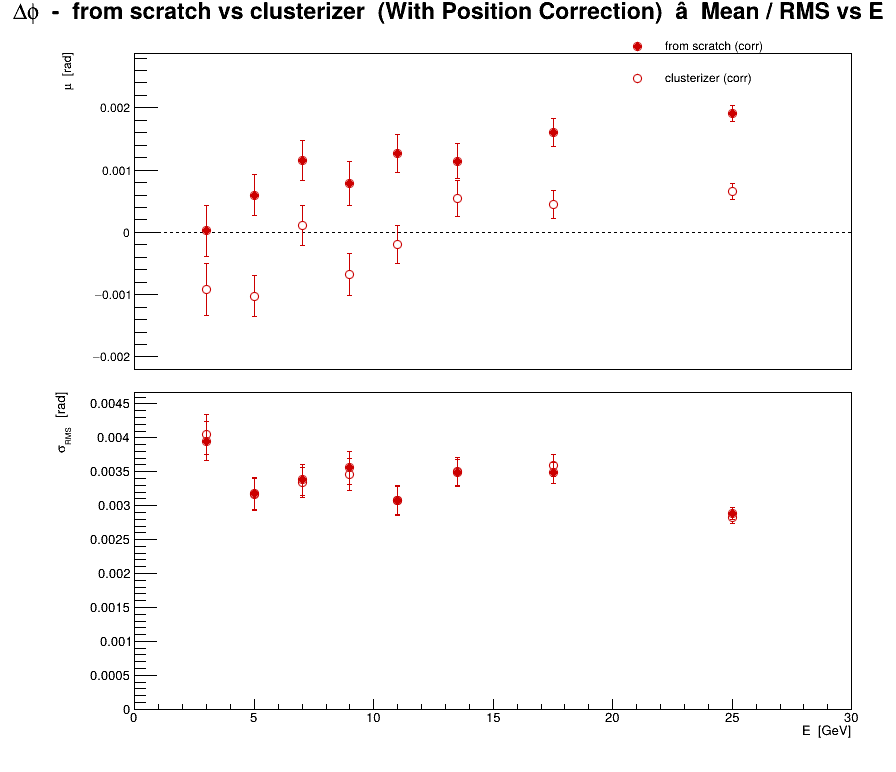 Δϕ - from scratch vs clusterizer (With Position Correction) â Mean / RMS vs E
from scratch (corr)
clusterizer (corr)
μ [rad]
0.002
0.001
0
−0.001
−0.002
σRMS [rad]
0.0045
0.004
0.0035
0.003
0.0025
0.002
0.0015
0.001
0.0005
0
0 5 10 15 20 25 30
E [GeV]